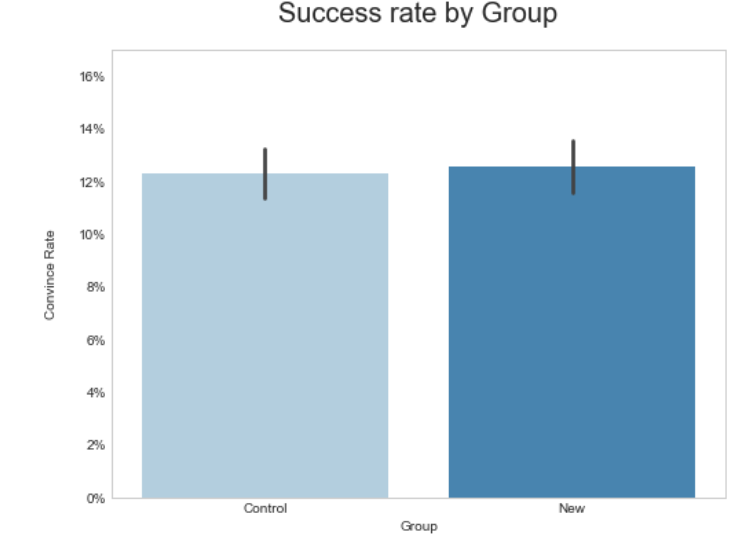 Success rate by Group
16%
14%
12%
10%
8%
6%
4%
2%
0%
Convince Rate
Control
New
Group